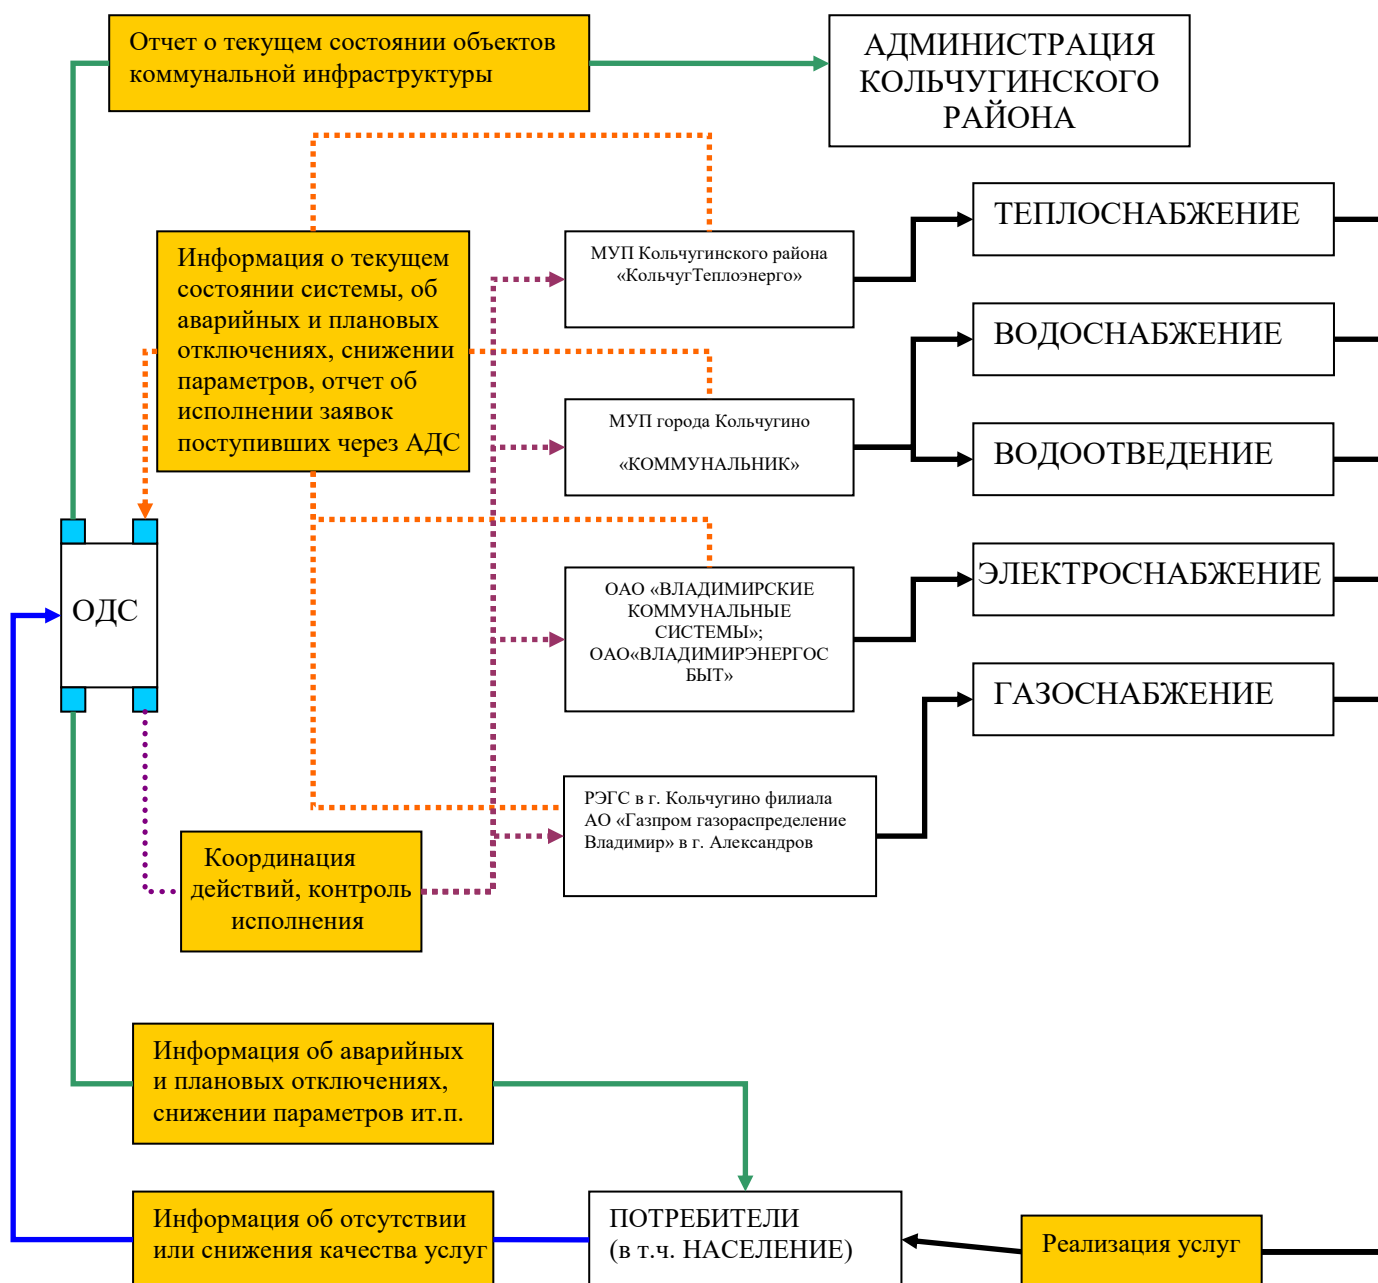 Отчет о текущем состоянии объектов
коммунальной инфраструктуры
АДМИНИСТРАЦИЯ
КОЛЬЧУГИНСКОГО
РАЙОНА
ТЕПЛОСНАБЖЕНИЕ
Информация о текущем
состоянии системы, об
аварийных и плановых
отключениях, снижении
параметров, отчет об
исполнении заявок
поступивших через АДС
МУП Кольчугинского района
«КольчугТеплоэнерго»
ВОДОСНАБЖЕНИЕ
МУП города Кольчугино
«КОММУНАЛЬНИК»
ВОДООТВЕДЕНИЕ
ОДС
ОАО «ВЛАДИМИРСКИЕ
КОММУНАЛЬНЫЕ
СИСТЕМЫ»;
ОАО«ВЛАДИМИРЭНЕРГОС
БЫТ»
ЭЛЕКТРОСНАБЖЕНИЕ
ГАЗОСНАБЖЕНИЕ
РЭГС в г. Кольчугино филиала
АО «Газпром газораспределение
Владимир» в г. Александров
Координация
действий, контроль
исполнения
Информация об аварийных
и плановых отключениях,
снижении параметров ит.п.
Информация об отсутствии
или снижения качества услуг
ПОТРЕБИТЕЛИ
(в т.ч. НАСЕЛЕНИЕ)
Реализация услуг